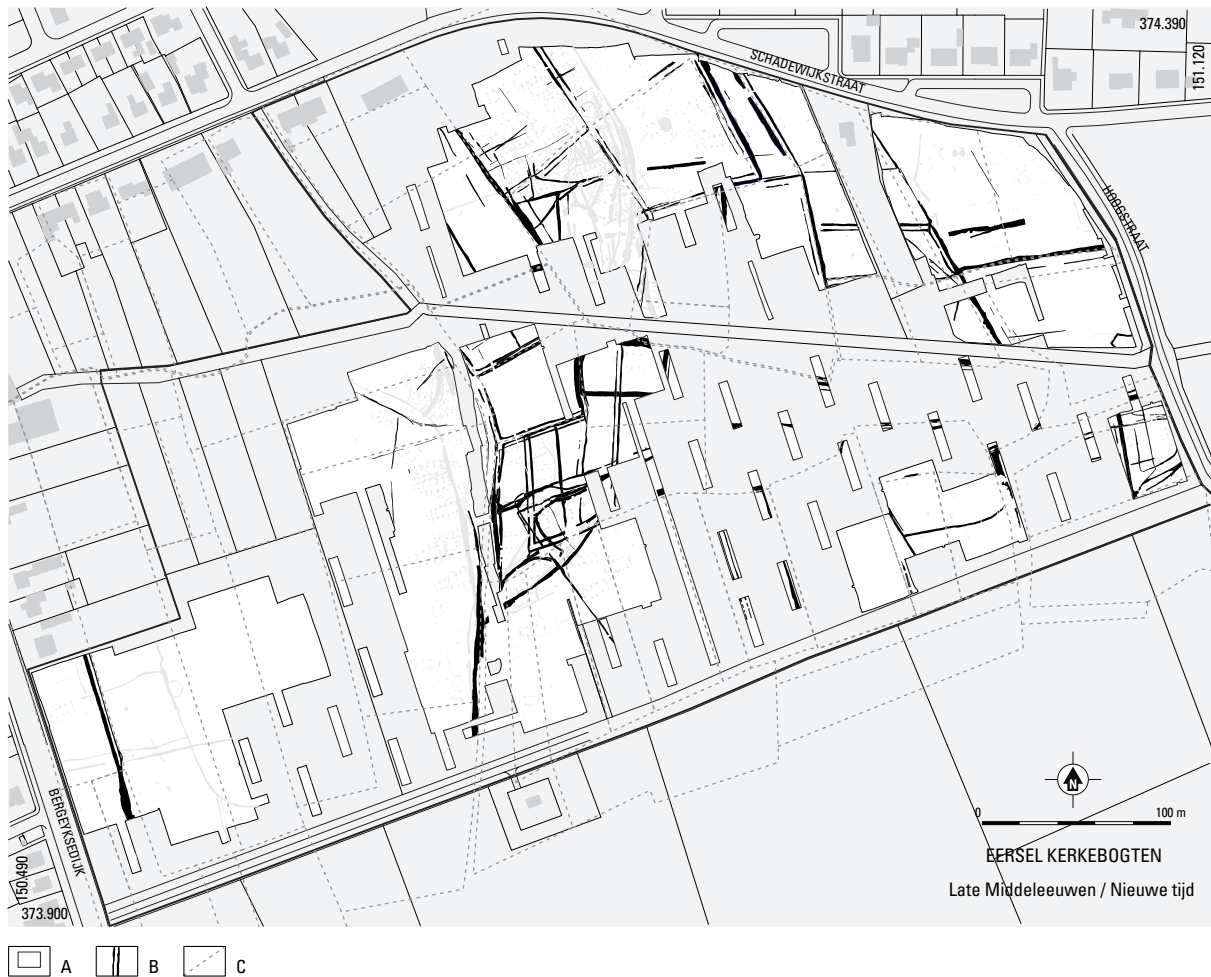 374.390
151.120
SCHADEWIJKSTRAAT
HOOGSTRAAT
BERGEYKSEDIJK
150.490
373.900
N
0 100 m
EERSEL KERKEBOGTEN
Late Middeleeuwen / Nieuwe tijd
A B C